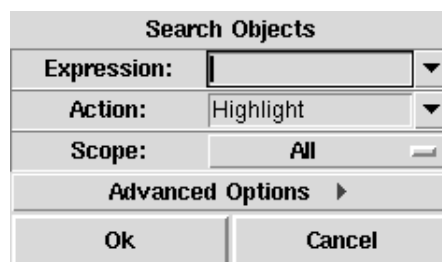 Search Objects
Expression:
Action: Highlight
Scope: All
Advanced Options
Ok Cancel